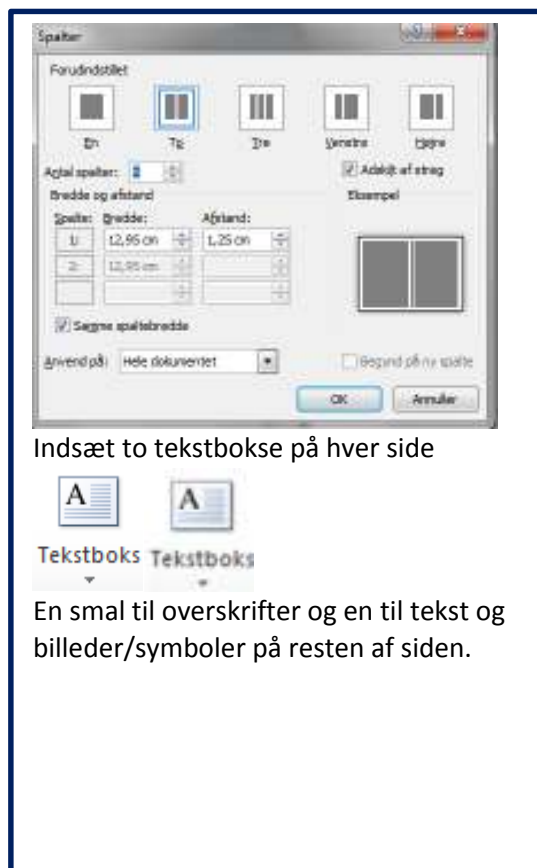 Spalter
Forudindstillet
En To Tre Venstre Højre
Antal spalter: 2 Adskilt af streg
Bredde og afstand Eksempel
Spalte: Bredde: Afstand:
1: 12,95 cm 1,25 cm
2: 12,95 cm
Samme spaltebredde
Anvend på: Hele dokumentet Begynd på ny spalte
OK Annuller
Indsæt to tekstbokse på hver side
A A
Tekstboks Tekstboks
En smal til overskrifter og en til tekst og
billeder/symboler på resten af siden.